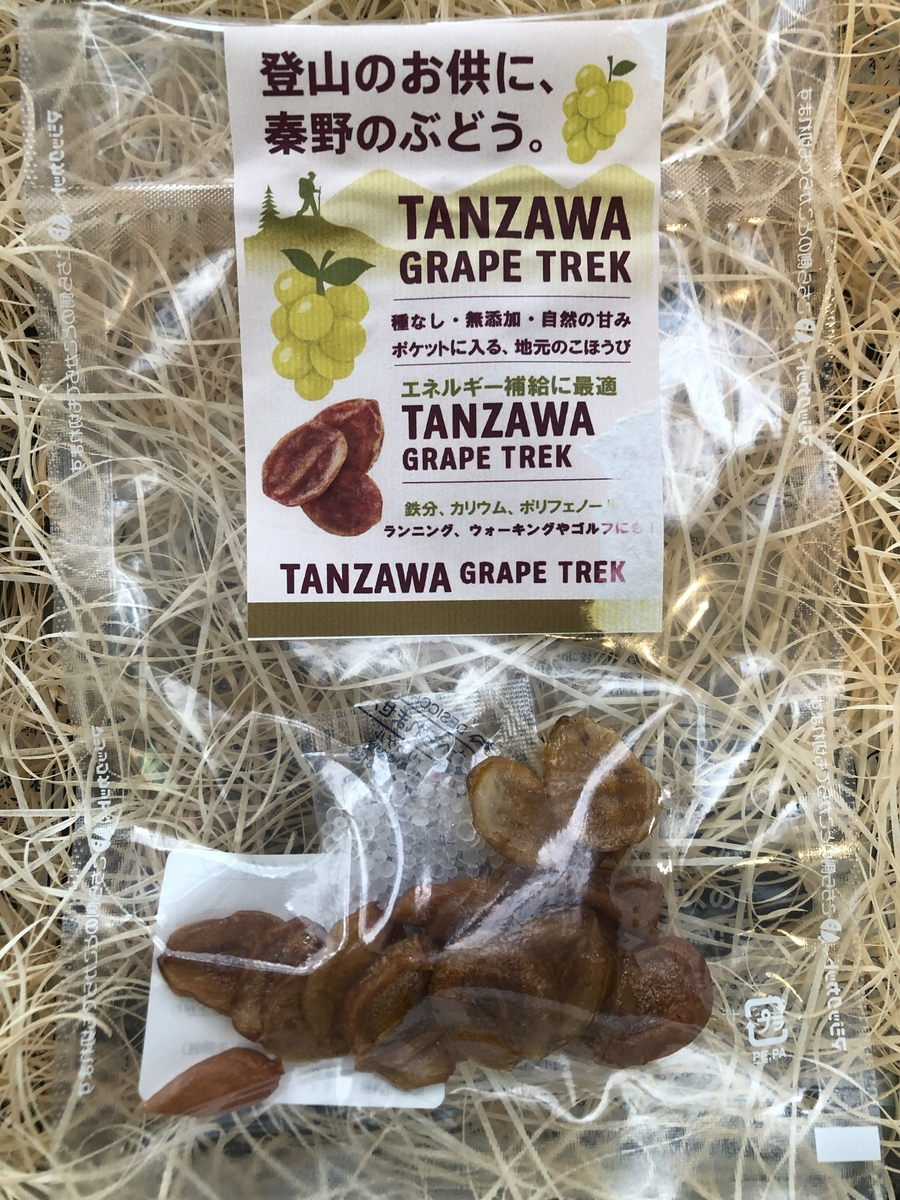 登山のお供に、
秦野のぶどう。
TANZAWA
GRAPE TREK
種なし・無添加・自然の甘み
ポケットに入る、地元のごほうび
エネルギー補給に最適
TANZAWA
GRAPE TREK
鉄分、カリウム、ポリフェノール
ランニング、ウォーキングやゴルフにも!
TANZAWA GRAPE TREK
PE・PA